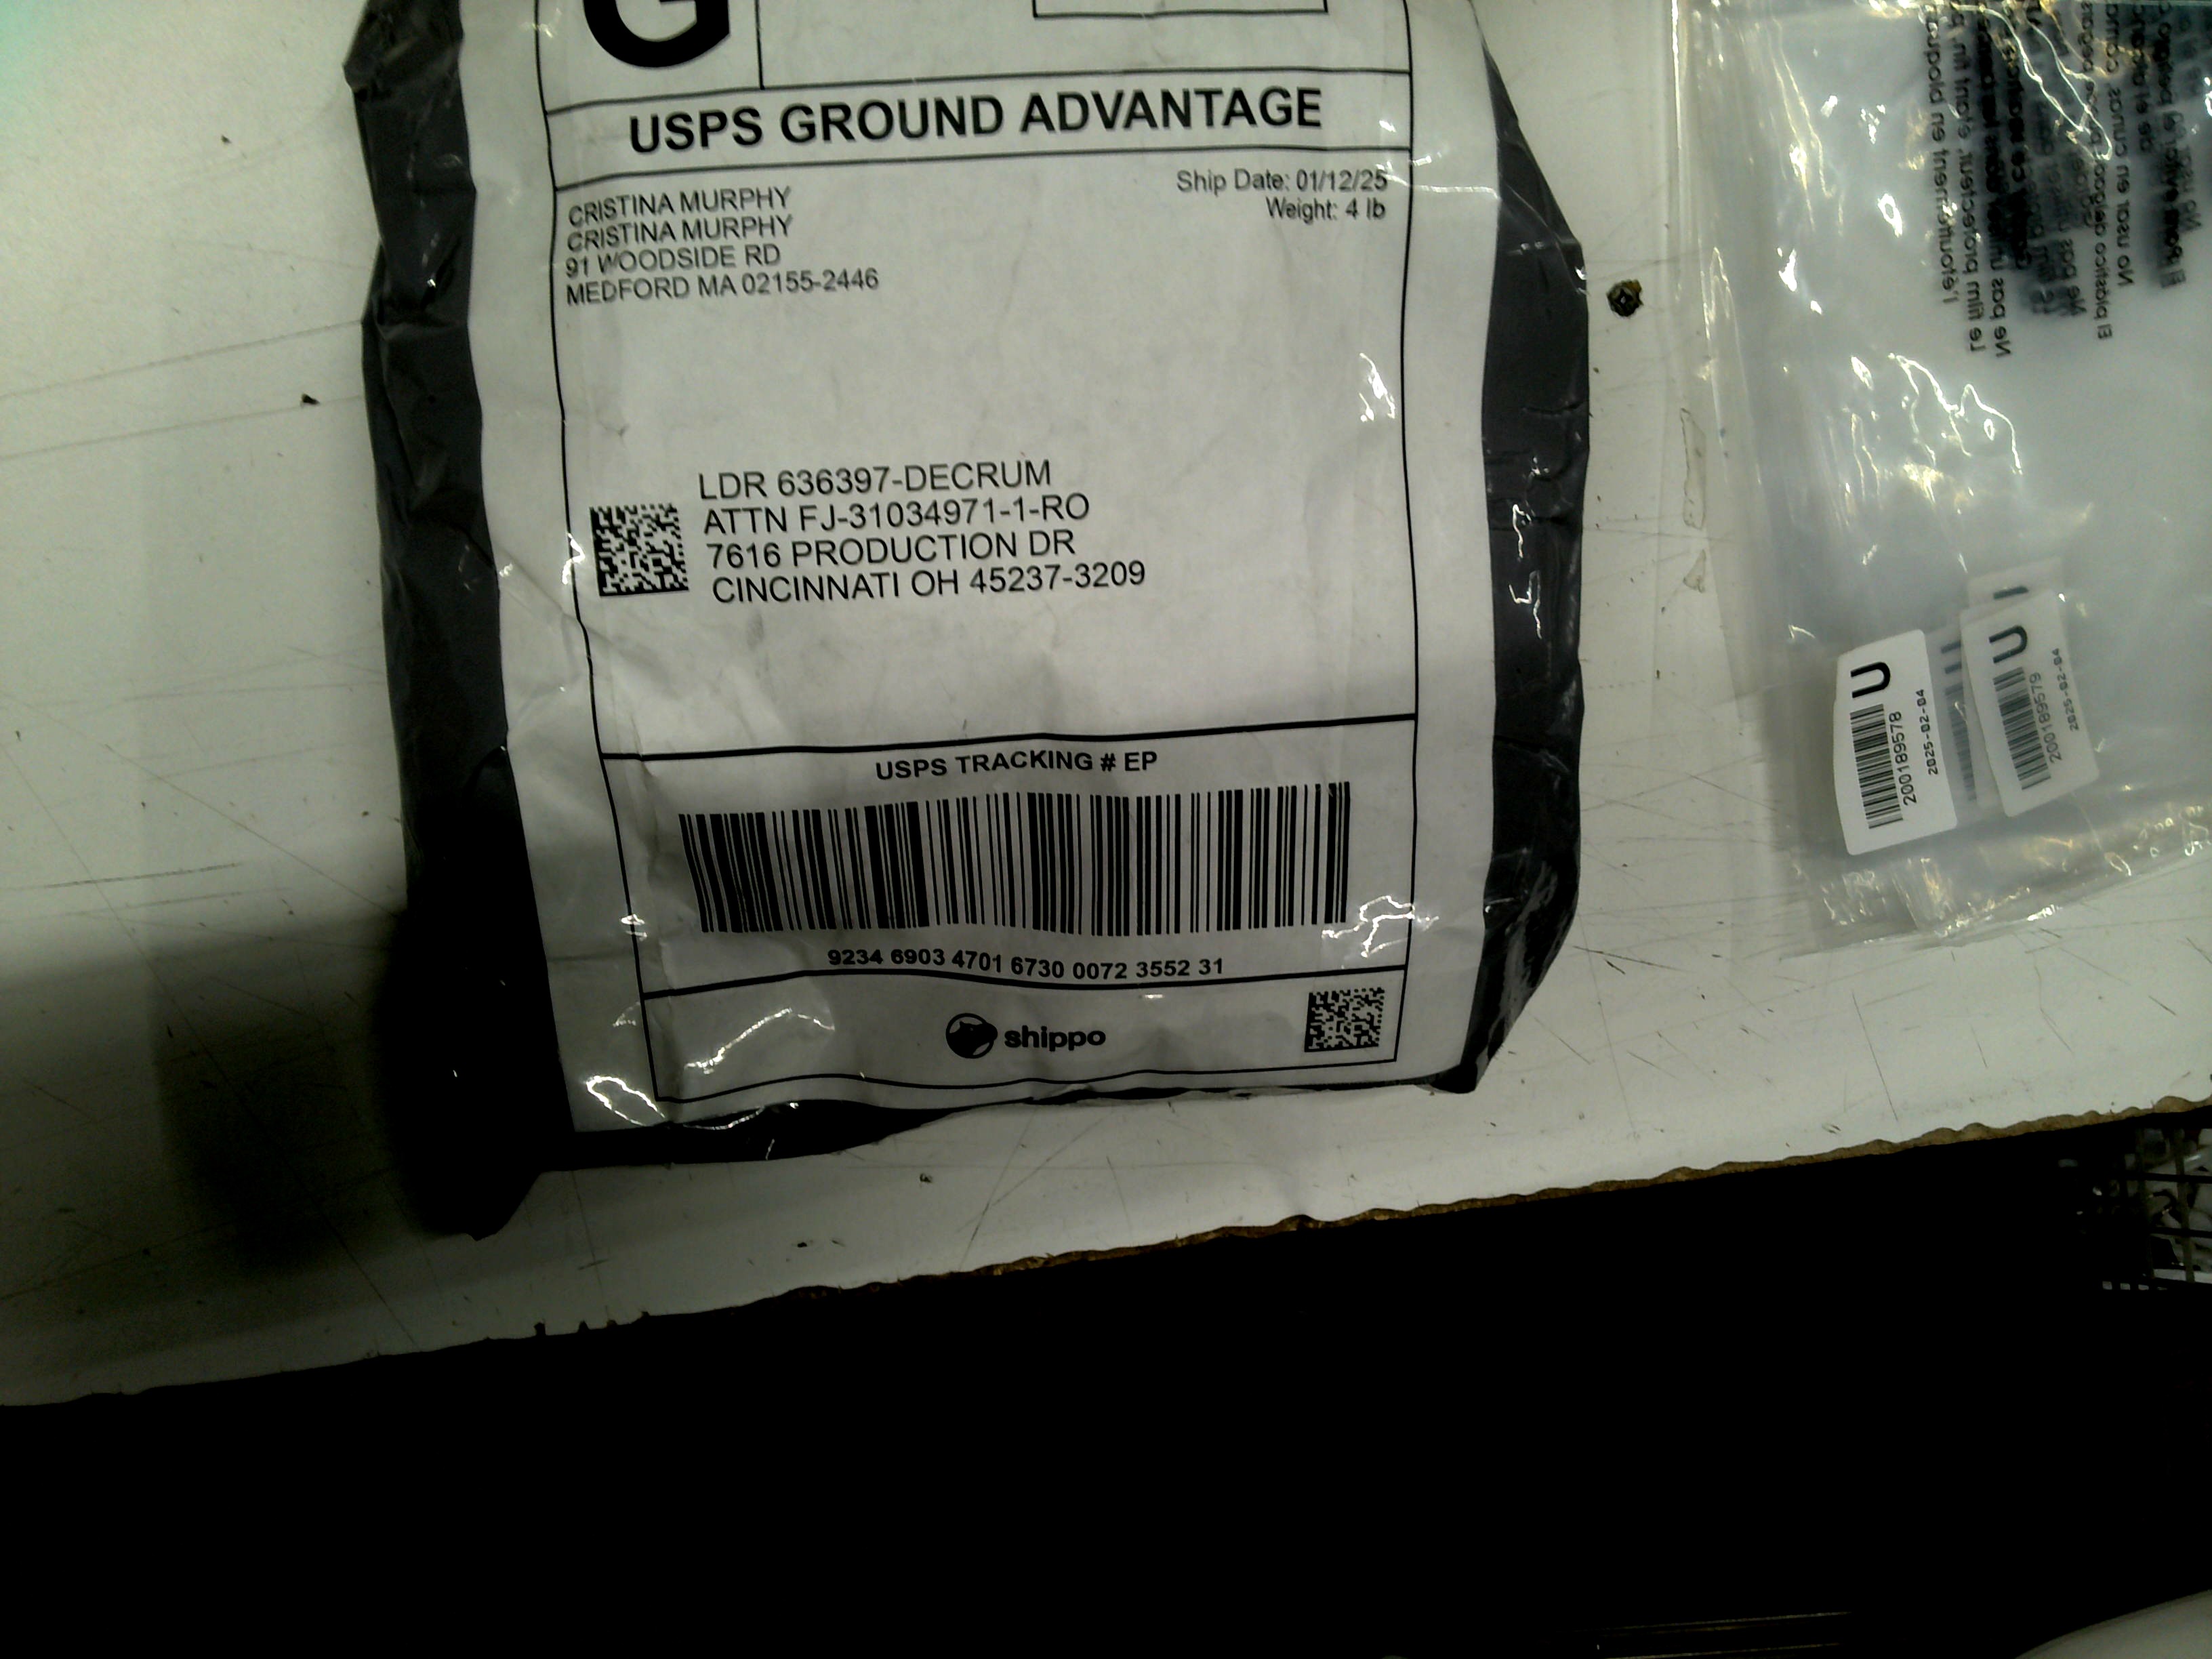 G
USPS GROUND ADVANTAGE
CRISTINA MURPHY
CRISTINA MURPHY
91 WOODSIDE RD
MEDFORD MA 02155-2446
Ship Date: 01/12/25
Weight: 4 lb
LDR 636397-DECRUM
ATTN FJ-31034971-1-RO
7616 PRODUCTION DR
CINCINNATI OH 45237-3209
USPS TRACKING # EP
9234 6903 4701 6730 0072 3552 31
shippo
U
200189578
2025-02-04
U
200189579
2025-02-04